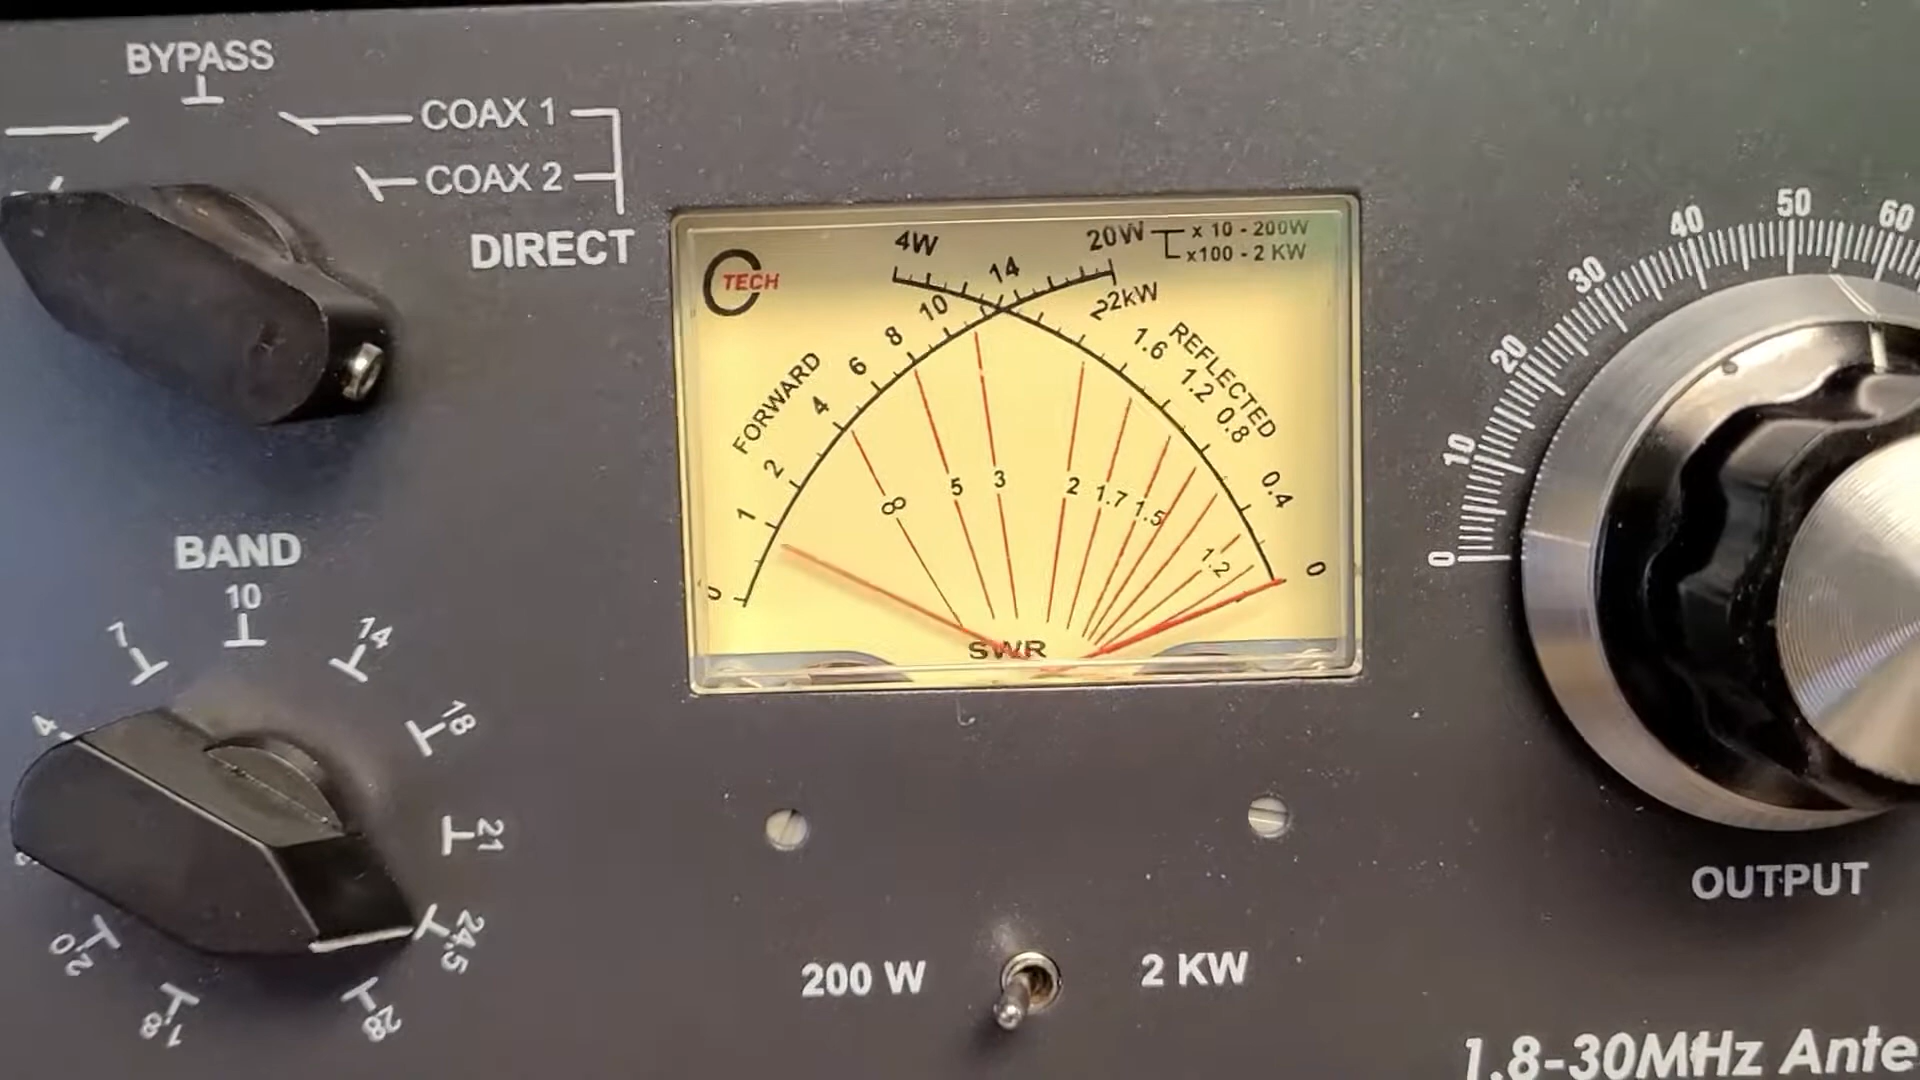 BYPASS
COAX 1
COAX 2
DIRECT
TECH
4W
20W
x 10 - 200W
x100 - 2 KW
FORWARD
0
1
2
4
6
8
10
14
22kW
REFLECTED
1.6
1.2
0.8
0.4
0
∞
5
3
2
1.7
1.5
1.2
SWR
BAND
4
7
10
14
18
21
24.5
28
1.8
2.0
200 W
2 KW
0
10
20
30
40
50
60
OUTPUT
1.8-30MHz Ante